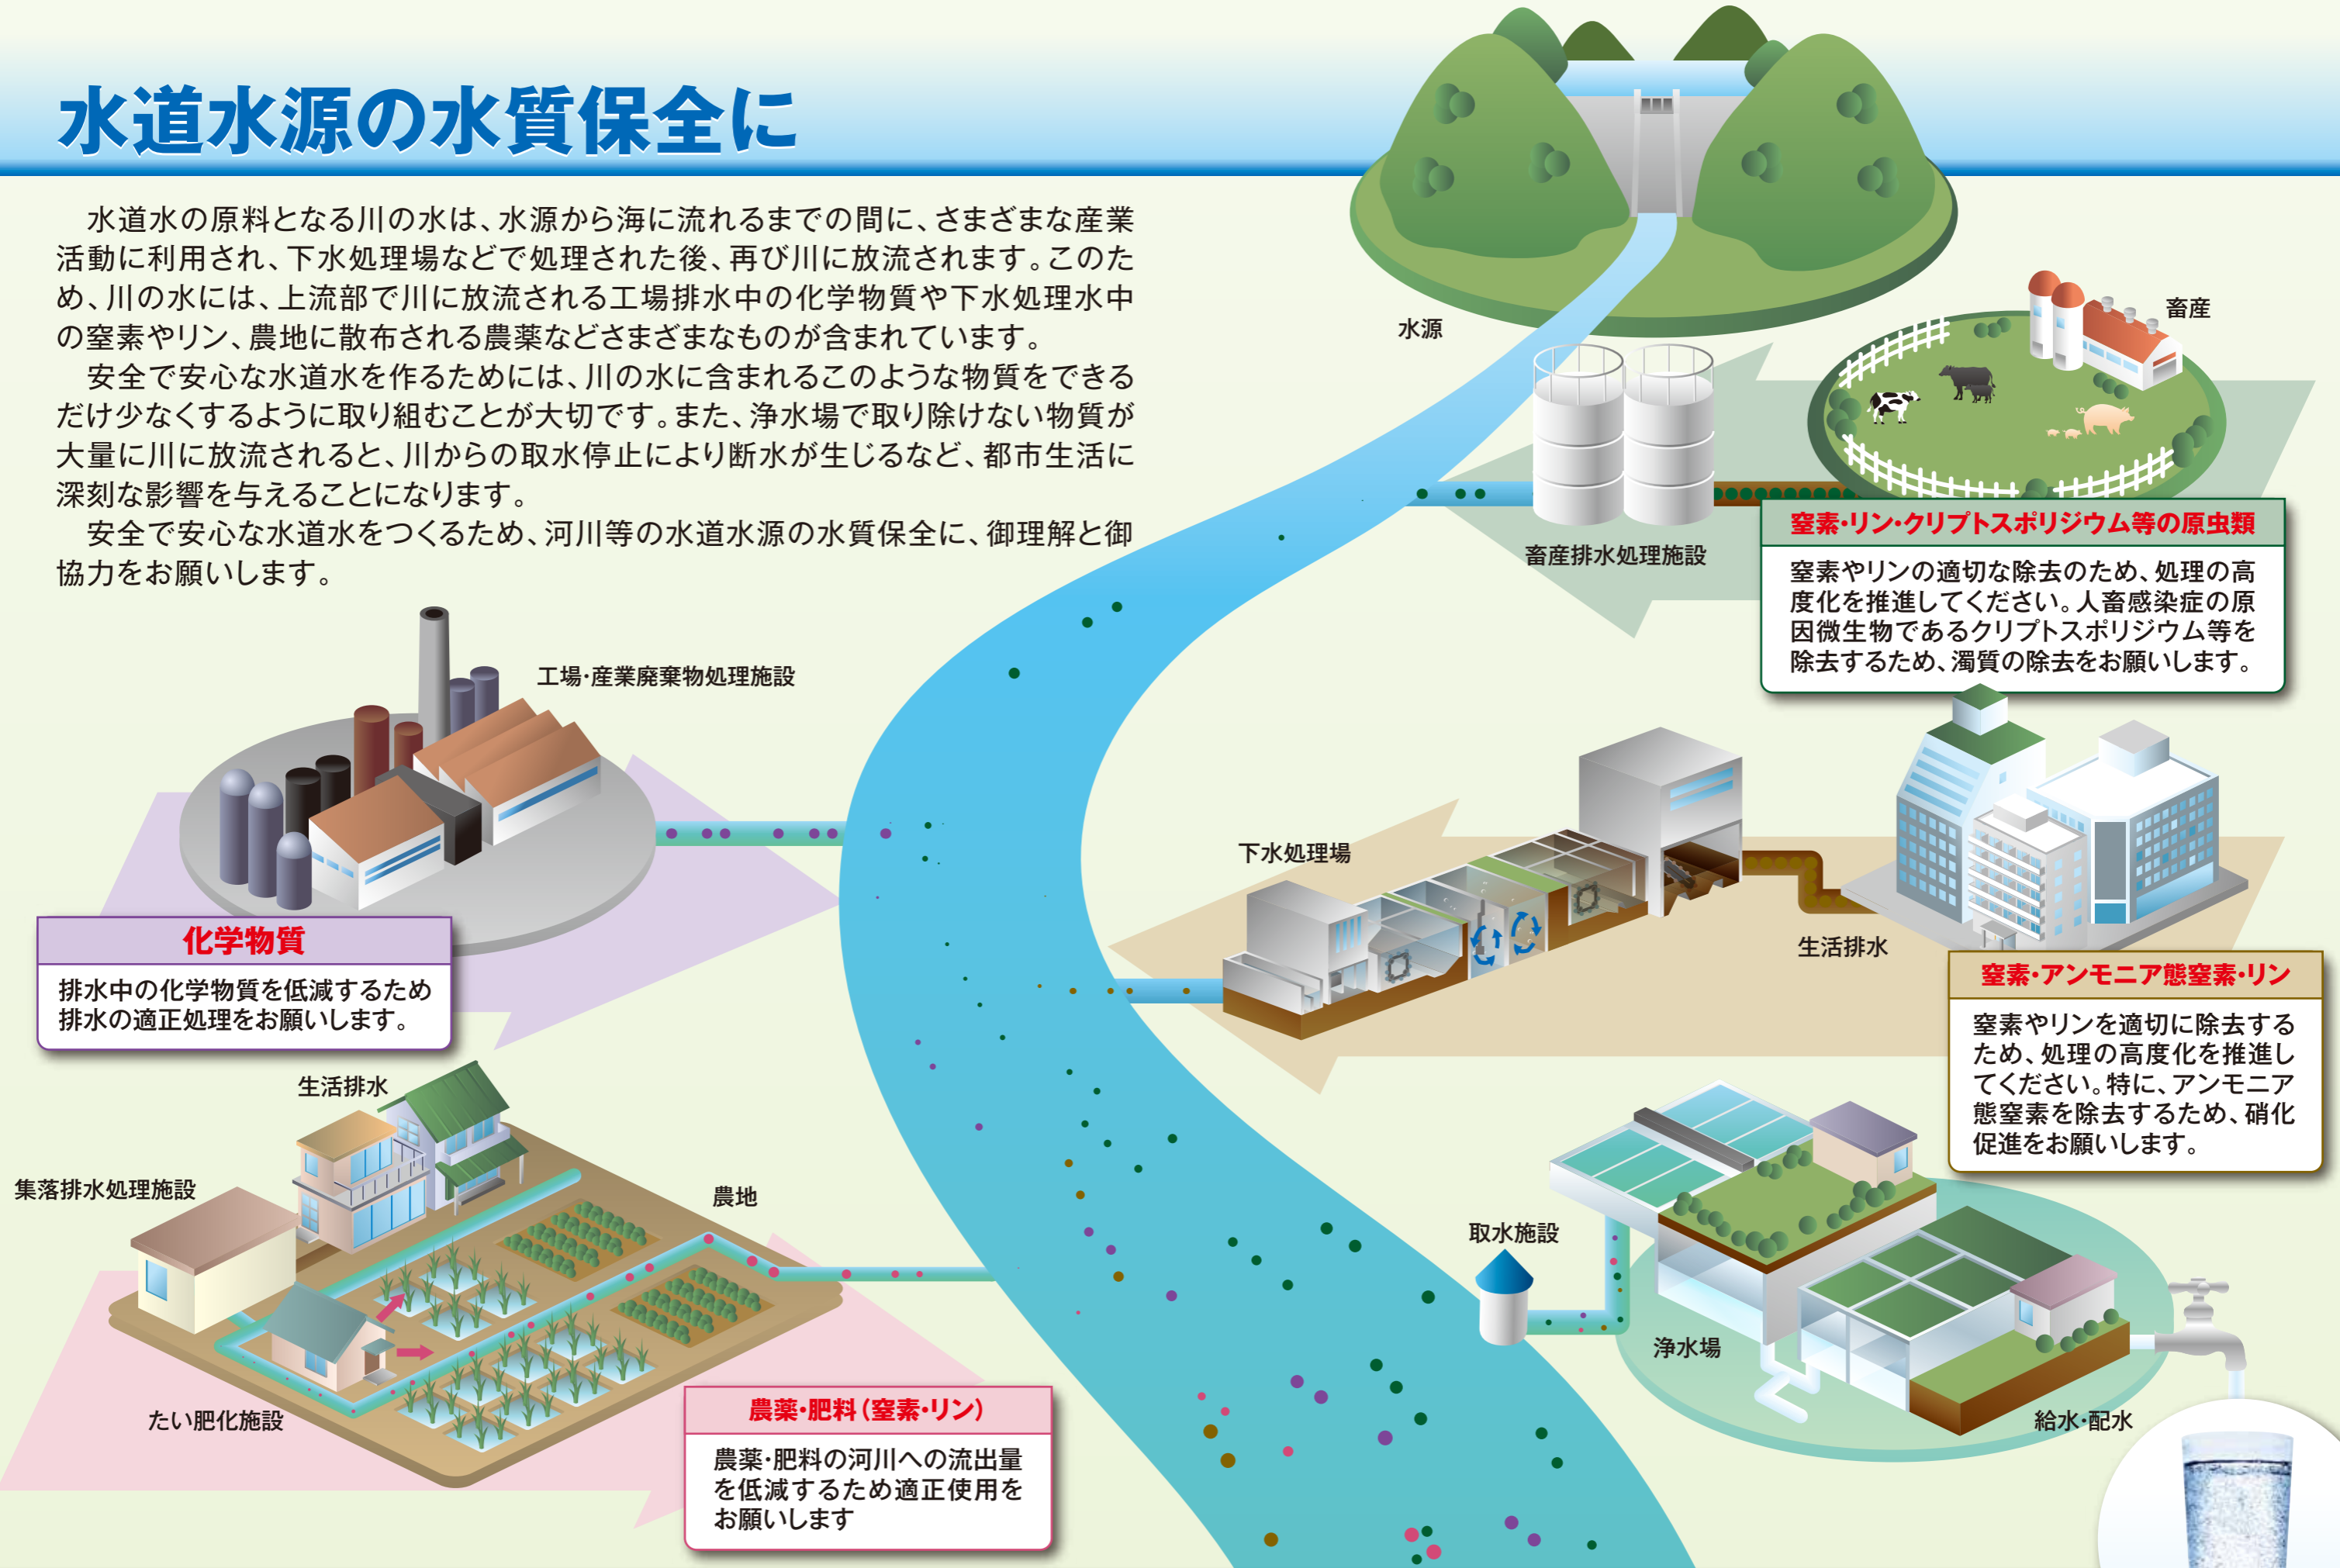 水道水源の水質保全に
　水道水の原料となる川の水は、水源から海に流れるまでの間に、さまざまな産業
活動に利用され、下水処理場などで処理された後、再び川に放流されます。このた
め、川の水には、上流部で川に放流される工場排水中の化学物質や下水処理水中
の窒素やリン、農地に散布される農薬などさまざまなものが含まれています。
　安全で安心な水道水を作るためには、川の水に含まれるこのような物質をできる
だけ少なくするように取り組むことが大切です。また、浄水場で取り除けない物質が
大量に川に放流されると、川からの取水停止により断水が生じるなど、都市生活に
深刻な影響を与えることになります。
　安全で安心な水道水をつくるため、河川等の水道水源の水質保全に、御理解と御
協力をお願いします。
水源
畜産
畜産排水処理施設
窒素・リン・クリプトスポリジウム等の原虫類
窒素やリンの適切な除去のため、処理の高
度化を推進してください。人畜感染症の原
因微生物であるクリプトスポリジウム等を
除去するため、濁質の除去をお願いします。
工場・産業廃棄物処理施設
化学物質
排水中の化学物質を低減するため
排水の適正処理をお願いします。
下水処理場
生活排水
窒素・アンモニア態窒素・リン
窒素やリンを適切に除去する
ため、処理の高度化を推進し
てください。特に、アンモニア
態窒素を除去するため、硝化
促進をお願いします。
生活排水
集落排水処理施設
農地
たい肥化施設
農薬・肥料（窒素・リン）
農薬・肥料の河川への流出量
を低減するため適正使用を
お願いします
取水施設
浄水場
給水・配水